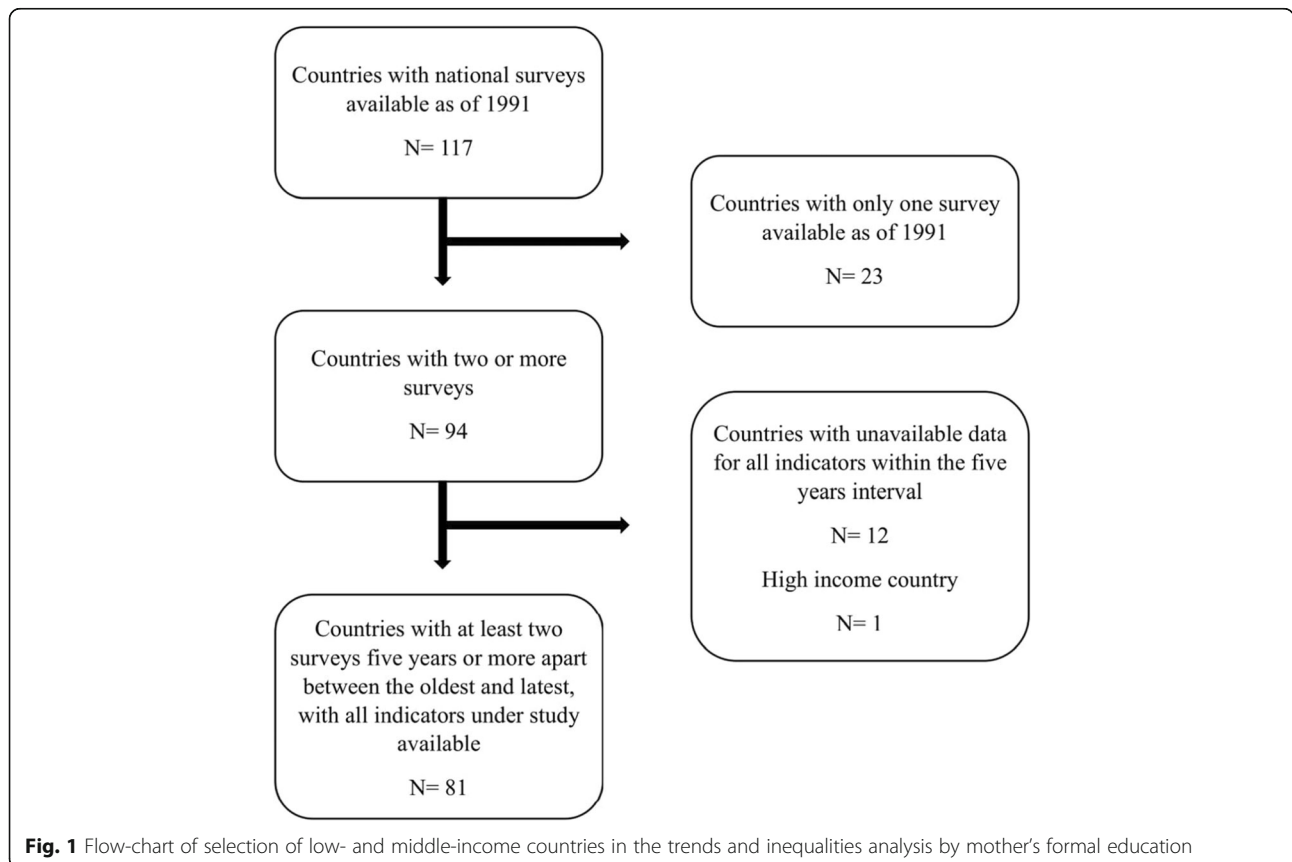 Countries with national surveys
available as of 1991
N= 117
Countries with only one survey
available as of 1991
N= 23
Countries with two or more
surveys
N= 94
Countries with unavailable data
for all indicators within the five
years interval
N= 12
High income country
N= 1
Countries with at least two
surveys five years or more apart
between the oldest and latest,
with all indicators under study
available
N= 81
Fig. 1 Flow-chart of selection of low- and middle-income countries in the trends and inequalities analysis by mother's formal education